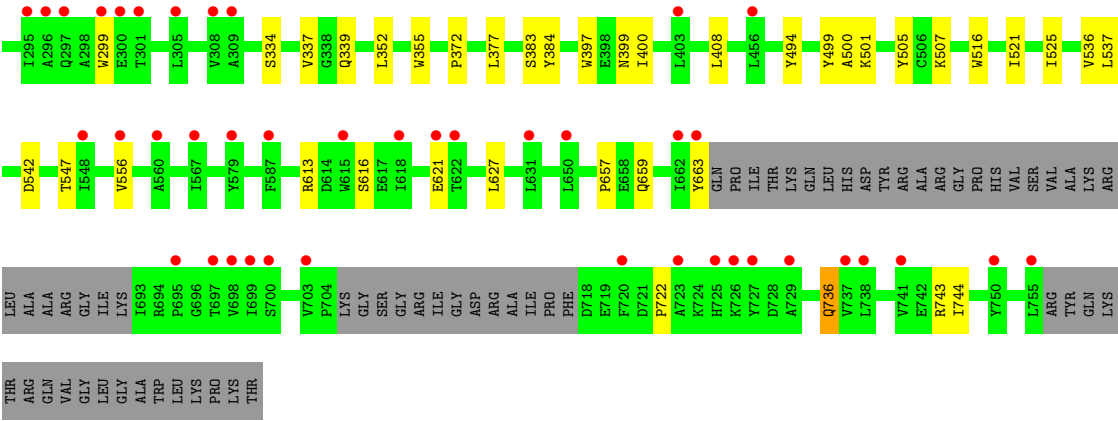 I295 A296 Q297 A298 W299 E300 T301 L305 V308 A309 S334 V337 G338 Q339 L352 W355 P372 L377 S383 Y384 W397 E398 N399 I400 L403 L408 L456 Y494 Y499 A500 K501 Y505 C506 K507 W516 I521 I525 V536 L537
D542 T547 I548 V556 A560 I567 Y579 F587 R613 D614 W615 S616 E617 I618 E621 T622 L627 L631 L650 P657 E658 Q659 I662 Y663 GLN PRO ILE THR LYS GLN LEU HIS ASP TYR ARG ALA ARG GLY PRO HIS VAL SER VAL ALA LYS ARG
LEU ALA ALA ARG GLY ILE LYS I693 R694 P695 G696 T697 V698 I699 S700 V703 P704 LYS GLY SER GLY ARG ILE GLY ASP ARG ALA ILE PRO PHE D718 E719 F720 D721 P722 A723 K724 H725 K726 Y727 D728 A729 Q736 V737 L738 V741 E742 R743 I744 Y750 L755 ARG TYR GLN LYS
THR ARG GLN VAL GLY LEU GLY ALA TRP LEU LYS PRO LYS THR